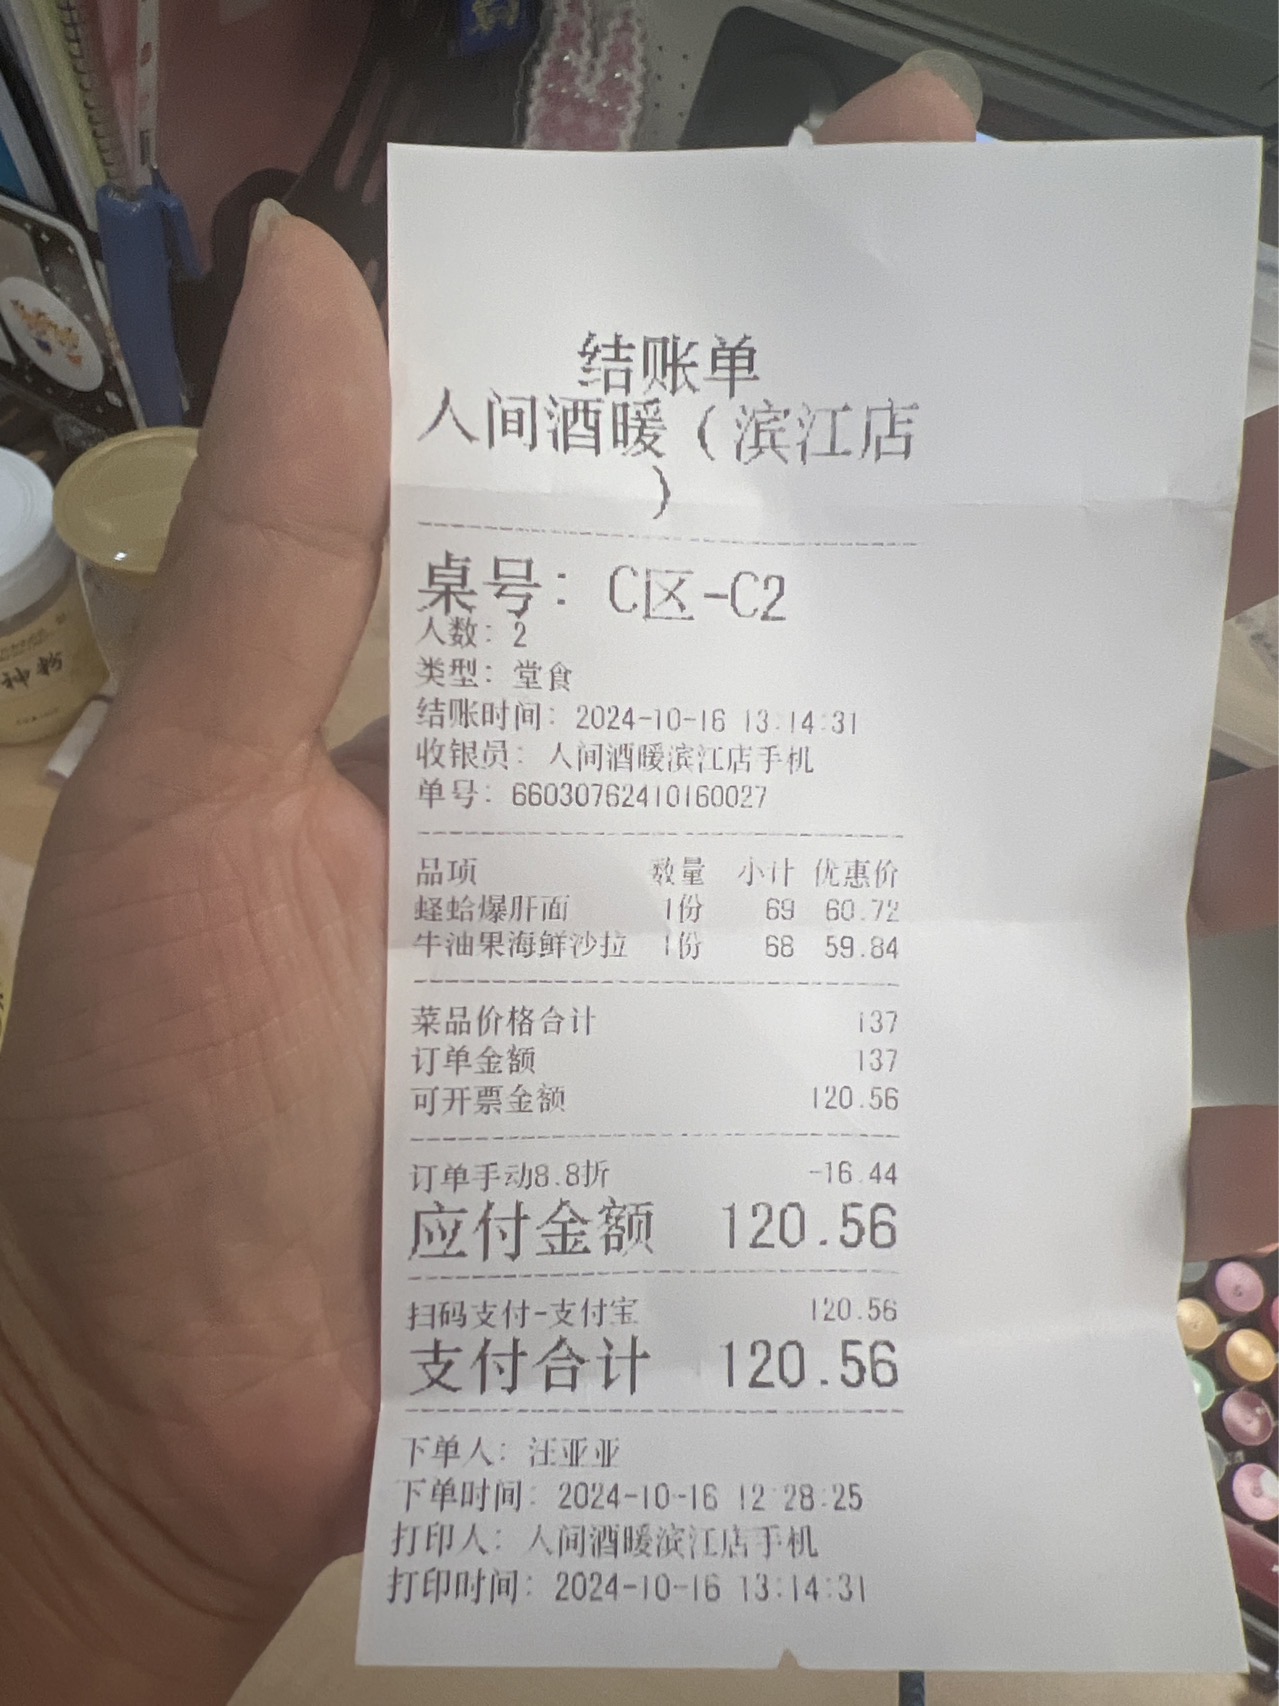 结账单
人间酒暖（滨江店
）
桌号：C区-C2
人数：2
类型：堂食
结账时间：2024-10-16 13:14:31
收银员：人间酒暖滨江店手机
单号：66030762410160027
品项 数量 小计 优惠价
蛏蛤爆肝面 1份 69 60.72
牛油果海鲜沙拉 1份 68 59.84
菜品价格合计 137
订单金额 137
可开票金额 120.56
订单手动8.8折 -16.44
应付金额 120.56
扫码支付-支付宝 120.56
支付合计 120.56
下单人：汪亚亚
下单时间：2024-10-16 12:28:25
打印人：人间酒暖滨江店手机
打印时间：2024-10-16 13:14:31
神粉